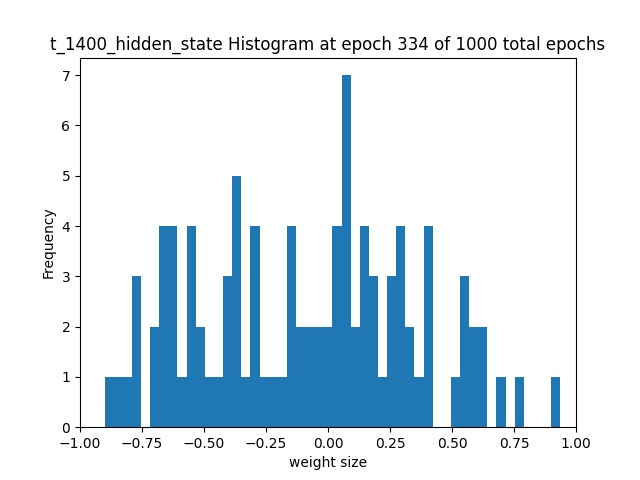 t_1400_hidden_state Histogram at epoch 334 of 1000 total epochs
7
6
5
4
3
2
1
0
Frequency
−1.00 −0.75 −0.50 −0.25 0.00 0.25 0.50 0.75 1.00
weight size